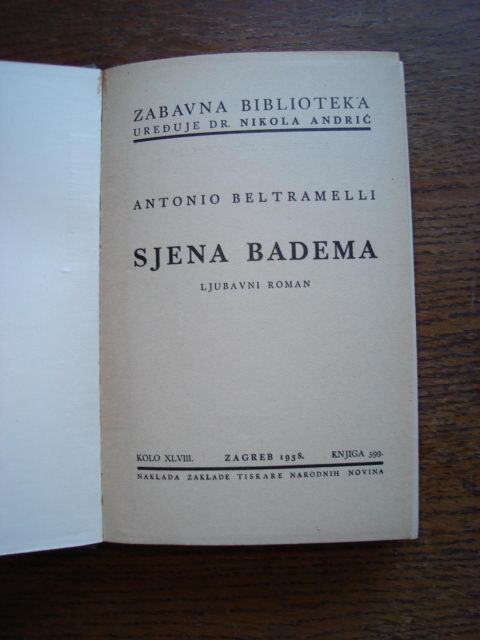 ZABAVNA BIBLIOTEKA
UREĐUJE DR. NIKOLA ANDRIĆ
ANTONIO BELTRAMELLI
SJENA BADEMA
LJUBAVNI ROMAN
KOLO XLVIII. ZAGREB 1938. KNJIGA 599.
NAKLADA ZAKLADE TISKARE NARODNIH NOVINA